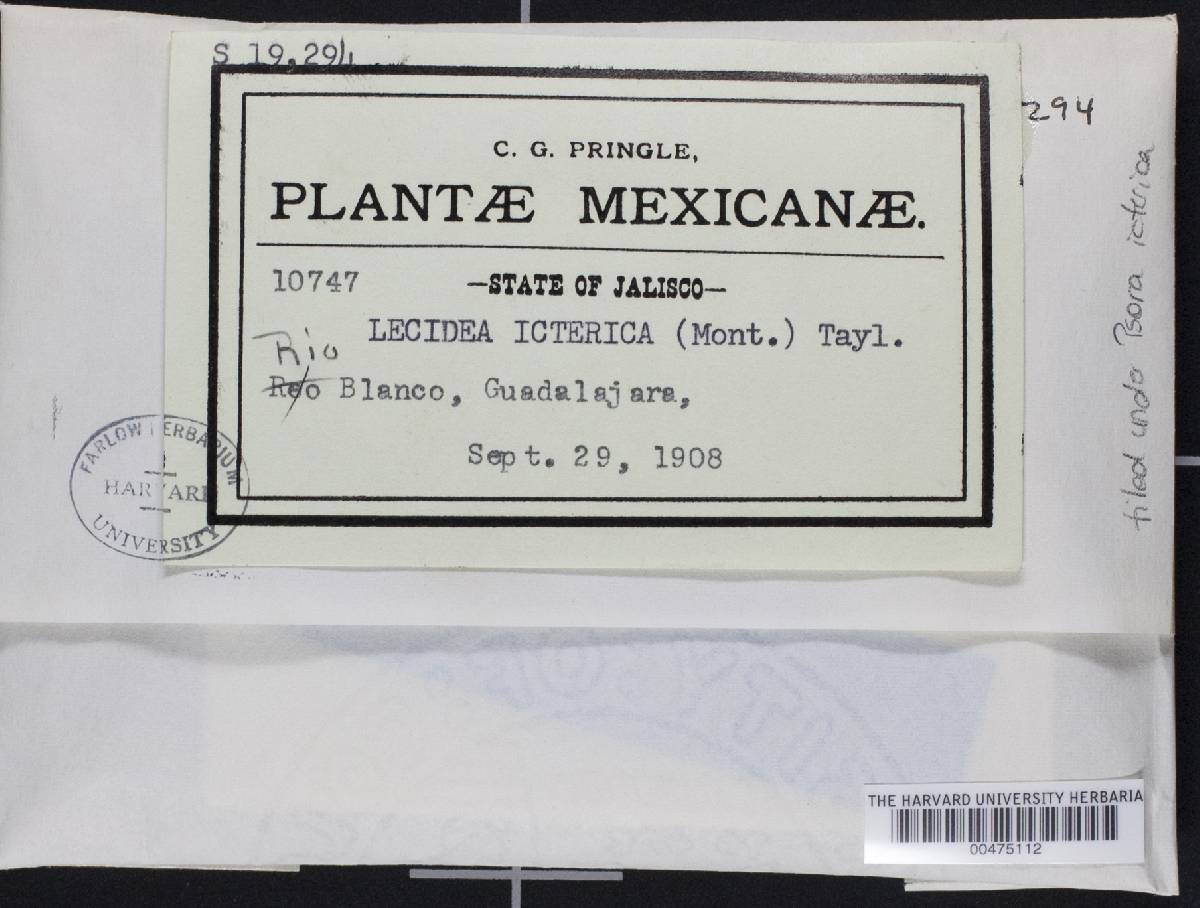 S 19,294
294
C. G. PRINGLE,
PLANTÆ MEXICANÆ.
10747 —STATE OF JALISCO—
LECIDEA ICTERICA (Mont.) Tayl.
Rio
Reo Blanco, Guadalajara,
Sept. 29, 1908
FARLOW HERBARIUM
HARVARD
UNIVERSITY
filed under Psora icterica
THE HARVARD UNIVERSITY HERBARIA
00475112